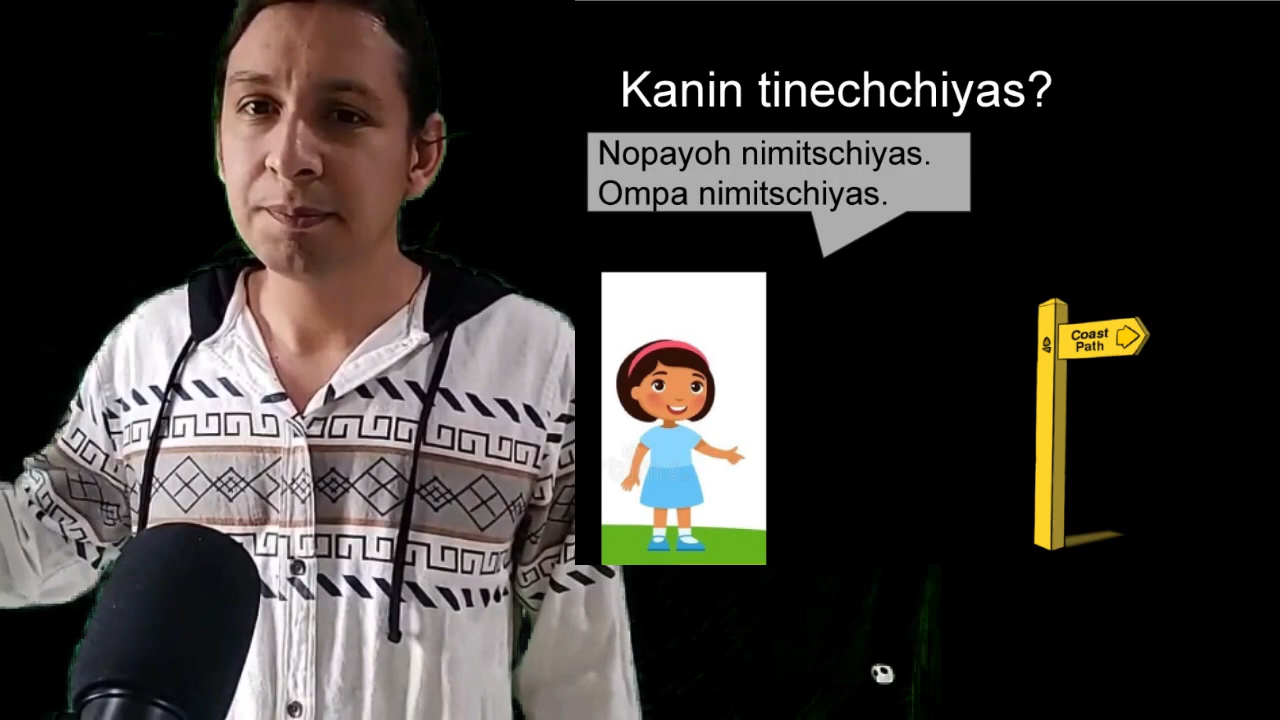 Kanin tinechchiyas?
Nopayoh nimitschiyas.
Ompa nimitschiyas.
Coast
Path